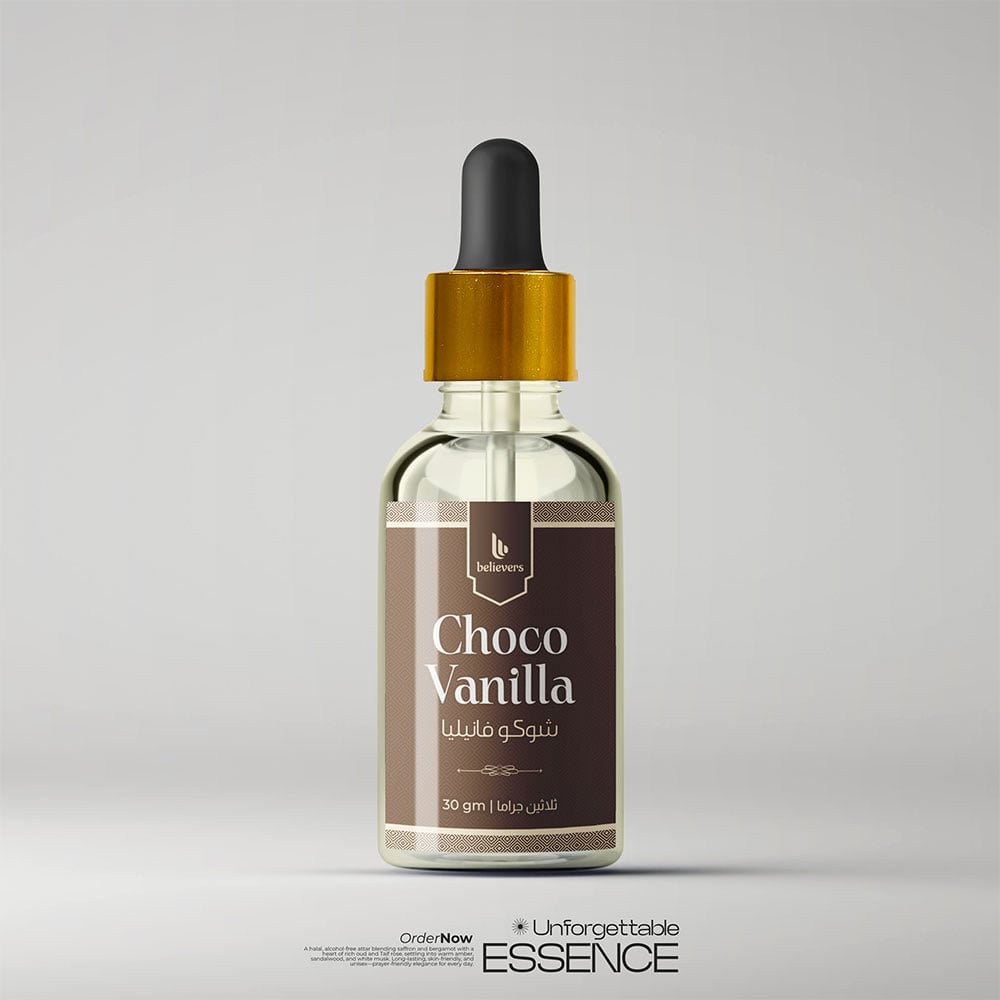 believers
Choco
Vanilla
شوكو فانيليا
30 gm | ثلاثين جراما
OrderNow
A halal, alcohol-free attar blending saffron and bergamot with a
heart of rich oud and Taif rose, settling into warm amber,
sandalwood, and white musk. Long-lasting, skin-friendly, and
unisex—prayer-friendly elegance for every day.
Unforgettable
ESSENCE